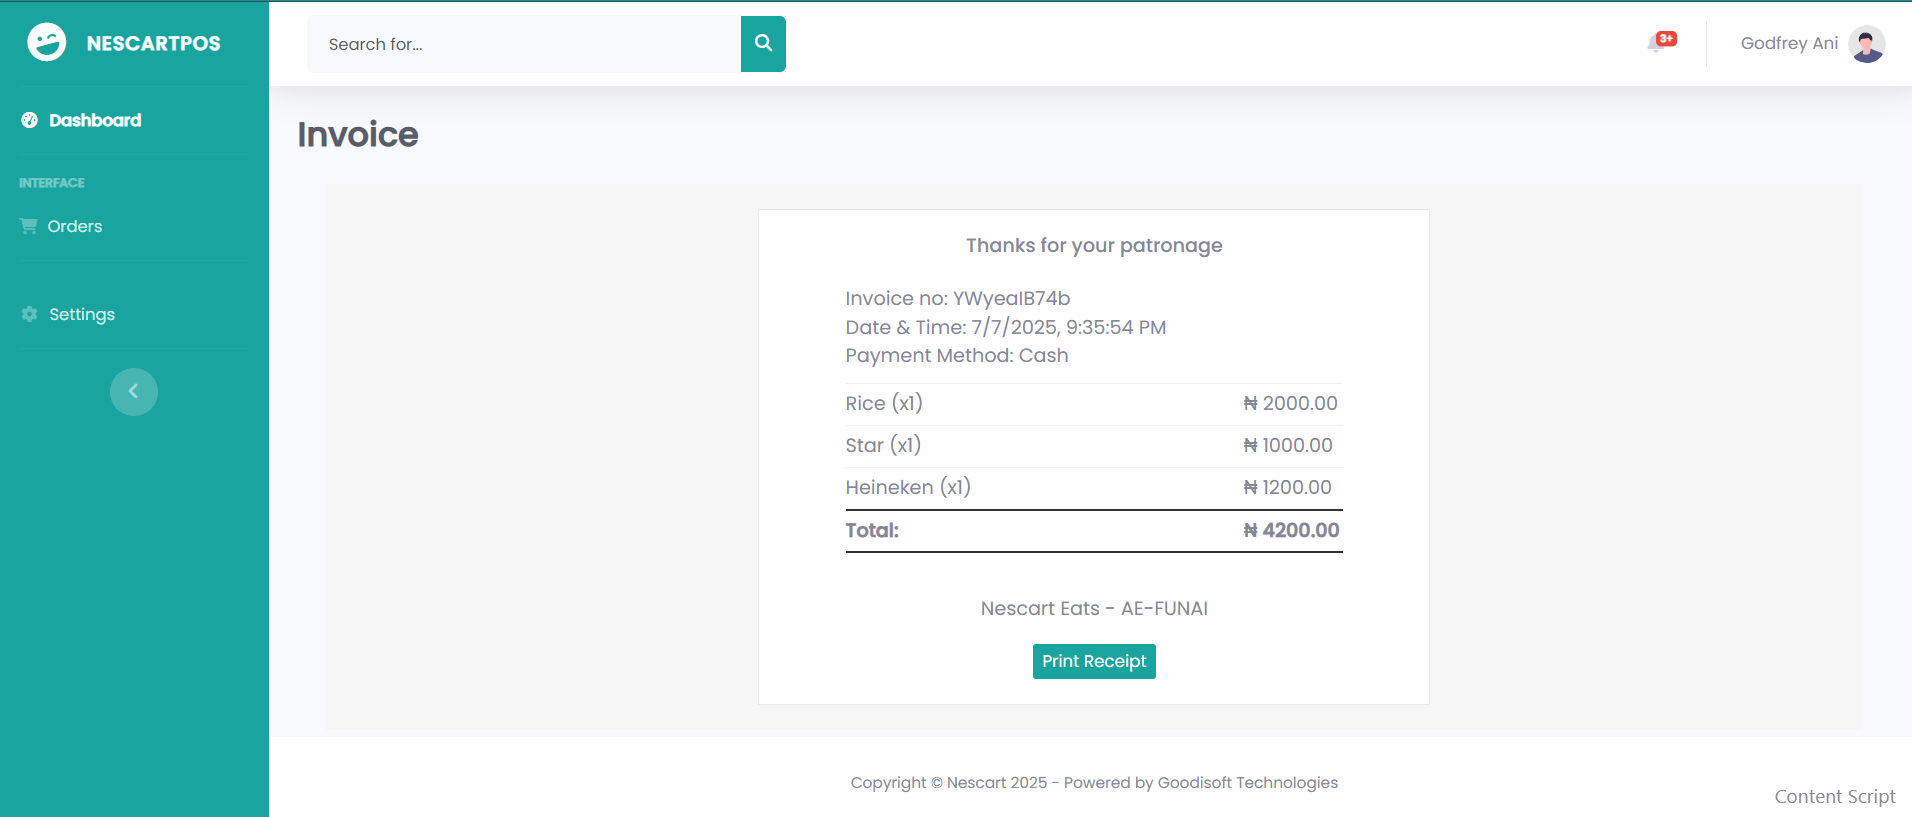 NESCARTPOS
Search for...
3+
Godfrey Ani
Dashboard
INTERFACE
Orders
Settings
Invoice
Thanks for your patronage
Invoice no: YWyeaIB74b
Date & Time: 7/7/2025, 9:35:54 PM
Payment Method: Cash
Rice (x1) ₦ 2000.00
Star (x1) ₦ 1000.00
Heineken (x1) ₦ 1200.00
Total: ₦ 4200.00
Nescart Eats - AE-FUNAI
Print Receipt
Copyright © Nescart 2025 - Powered by Goodisoft Technologies
Content Script